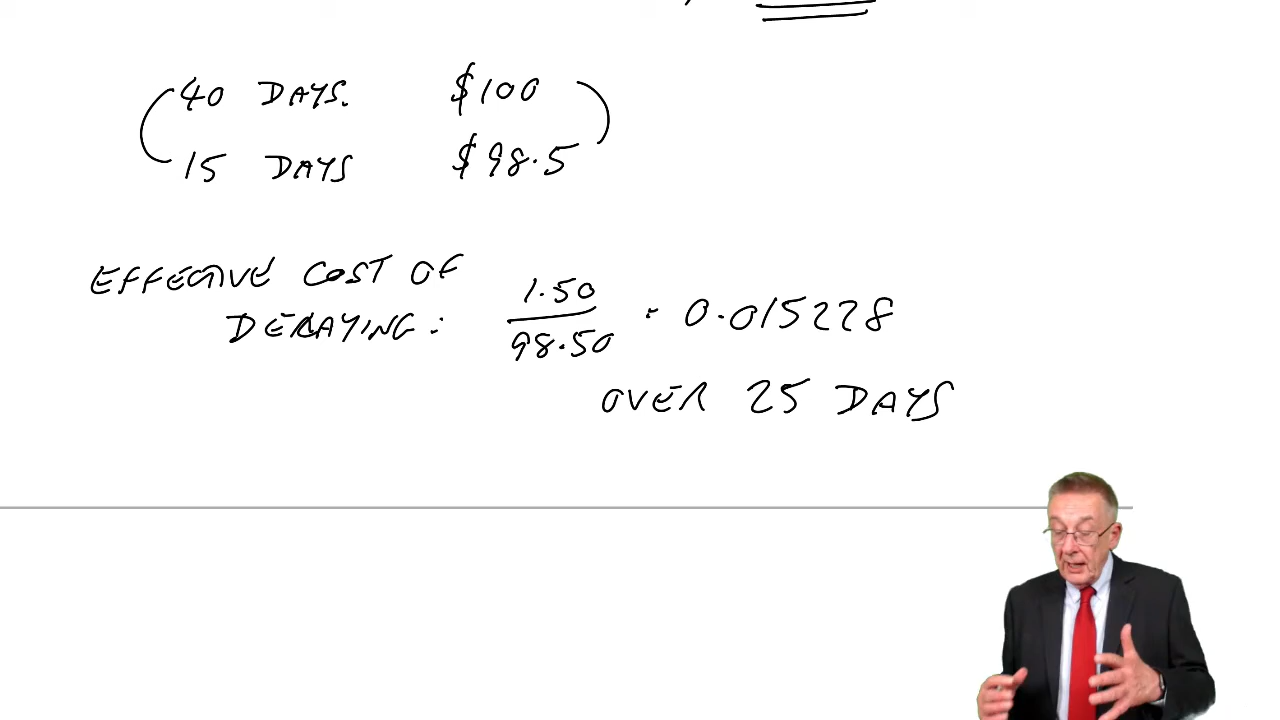 40 DAYS. $100
15 DAYS $98.5
EFFECTIVE COST OF
DELAYING: 1.50
98.50 = 0.015228
OVER 25 DAYS